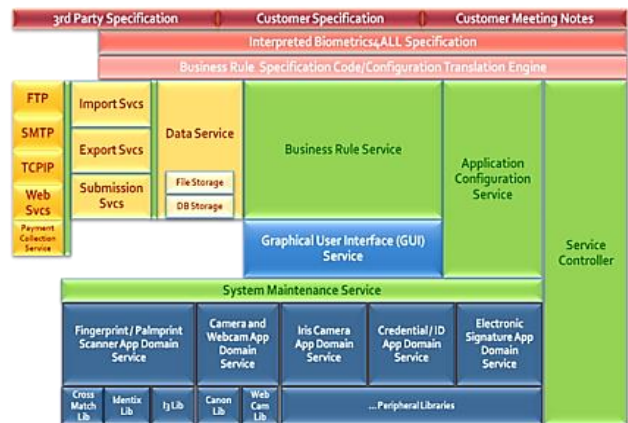 3rd Party Specification
Customer Specification
Customer Meeting Notes
Interpreted Biometrics4ALL Specification
Business Rule Specification Code/Configuration Translation Engine
FTP
SMTP
TCPIP
Web
Svcs
Payment
Collection
Service
Import Svcs
Export Svcs
Submission
Svcs
Data Service
File Storage
DB Storage
Business Rule Service
Graphical User Interface (GUI)
Service
Application
Configuration
Service
Service
Controller
System Maintenance Service
Fingerprint / Palmprint
Scanner App Domain
Service
Camera and
Webcam App
Domain
Service
Iris Camera
App Domain
Service
Credential / ID
App Domain
Service
Electronic
Signature App
Domain
Service
Cross
Match
Lib
Identix
Lib
I3 Lib
Canon
Lib
Web
Cam
Lib
...Peripheral Libraries